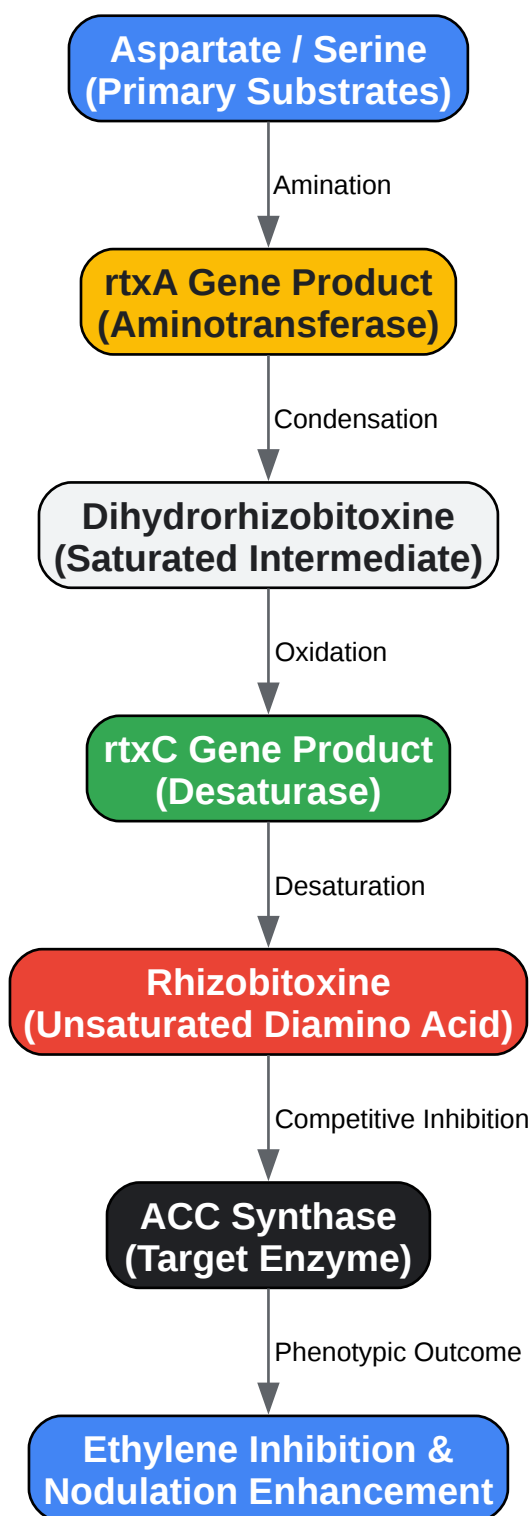 Aspartate / Serine
(Primary Substrates)
Amination
rtxA Gene Product
(Aminotransferase)
Condensation
Dihydrorhizobitoxine
(Saturated Intermediate)
Oxidation
rtxC Gene Product
(Desaturase)
Desaturation
Rhizobitoxine
(Unsaturated Diamino Acid)
Competitive Inhibition
ACC Synthase
(Target Enzyme)
Phenotypic Outcome
Ethylene Inhibition &
Nodulation Enhancement